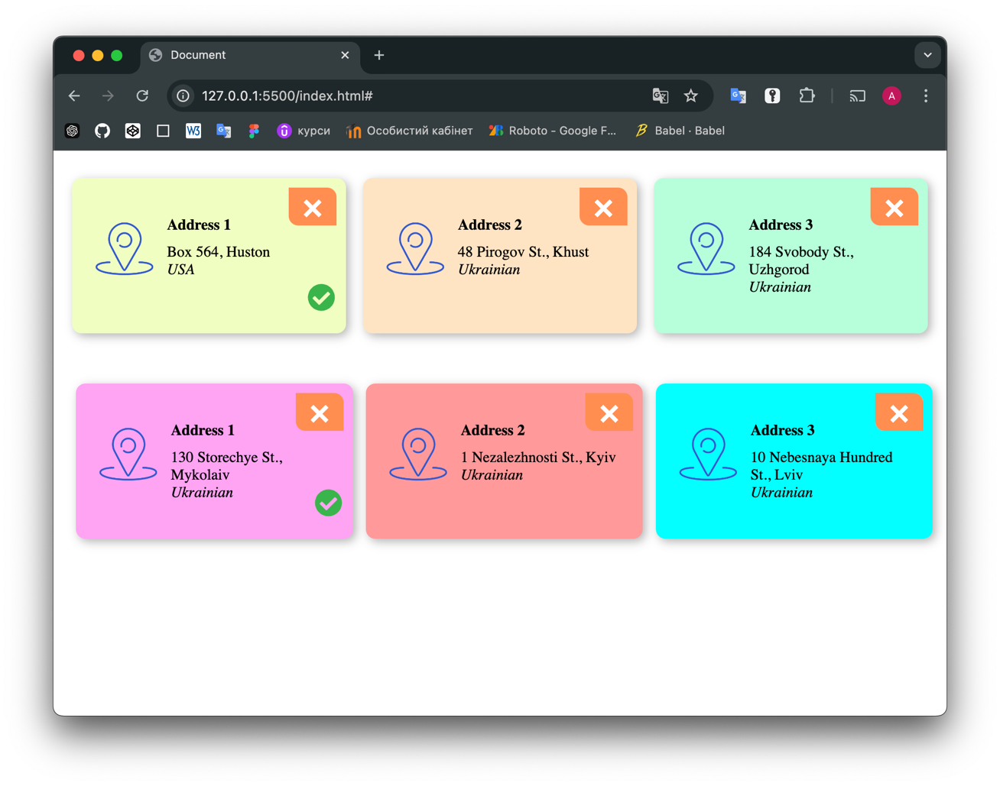 Document
127.0.0.1:5500/index.html#
A
W3
курси
Особистий кабінет
Roboto - Google F...
Babel · Babel
Address 1
Box 564, Huston
USA
Address 2
48 Pirogov St., Khust
Ukrainian
Address 3
184 Svobody St.,
Uzhgorod
Ukrainian
Address 1
130 Storechye St.,
Mykolaiv
Ukrainian
Address 2
1 Nezalezhnosti St., Kyiv
Ukrainian
Address 3
10 Nebesnaya Hundred
St., Lviv
Ukrainian